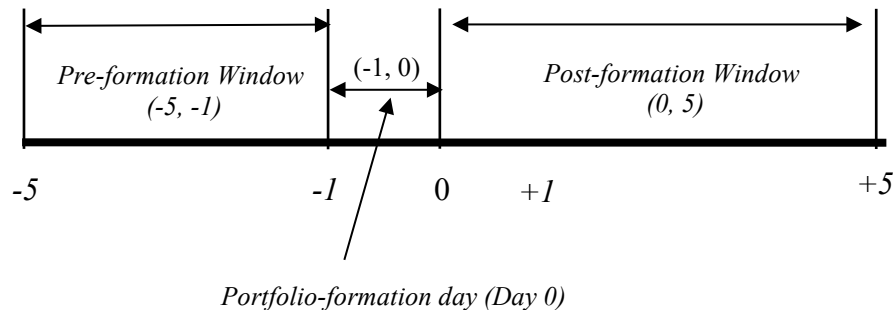 Pre-formation Window
(-5, -1)
(-1, 0)
Post-formation Window
(0, 5)
-5
-1
0
+1
+5
Portfolio-formation day (Day 0)